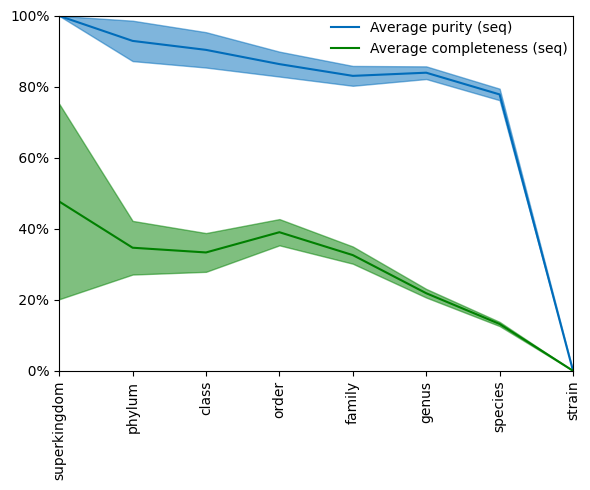 100%
80%
60%
40%
20%
0%
Average purity (seq)
Average completeness (seq)
superkingdom
phylum
class
order
family
genus
species
strain